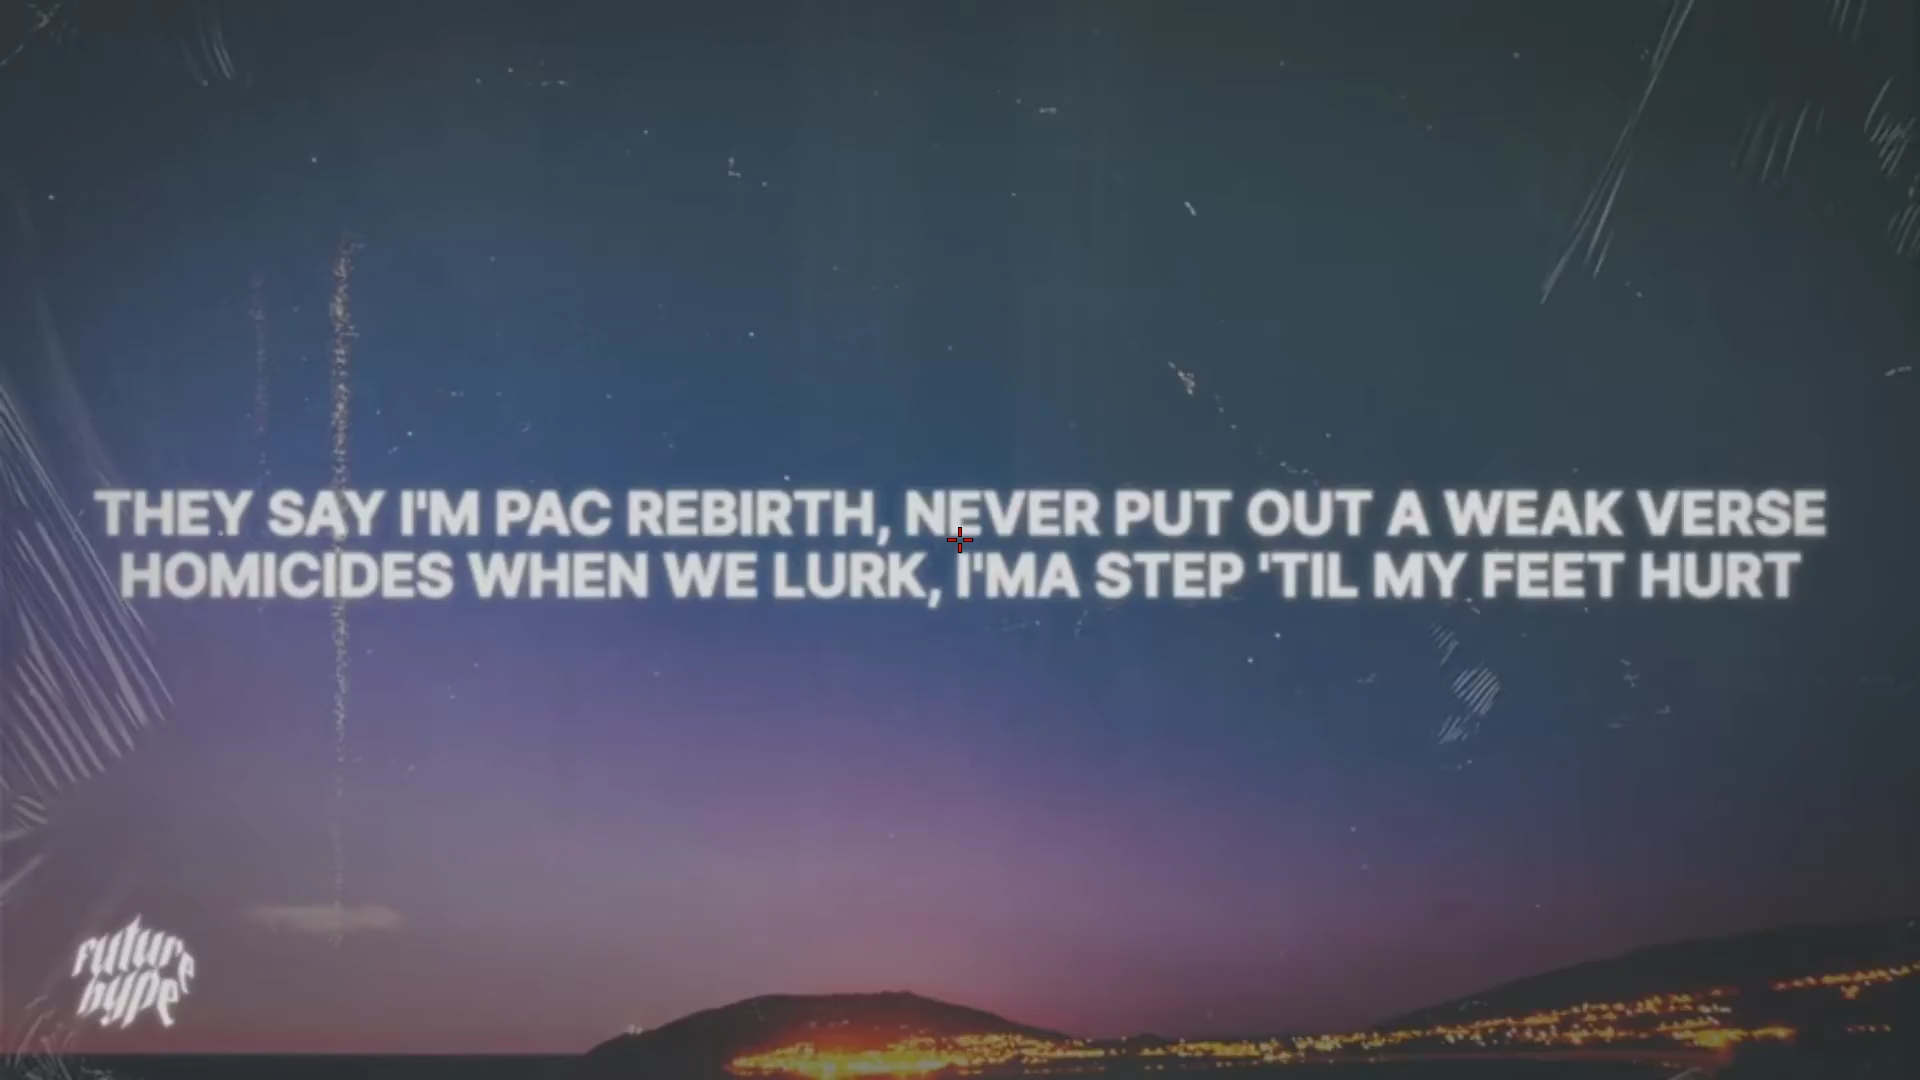 THEY SAY I'M PAC REBIRTH, NEVER PUT OUT A WEAK VERSE
HOMICIDES WHEN WE LURK, I'MA STEP 'TIL MY FEET HURT
future
hype